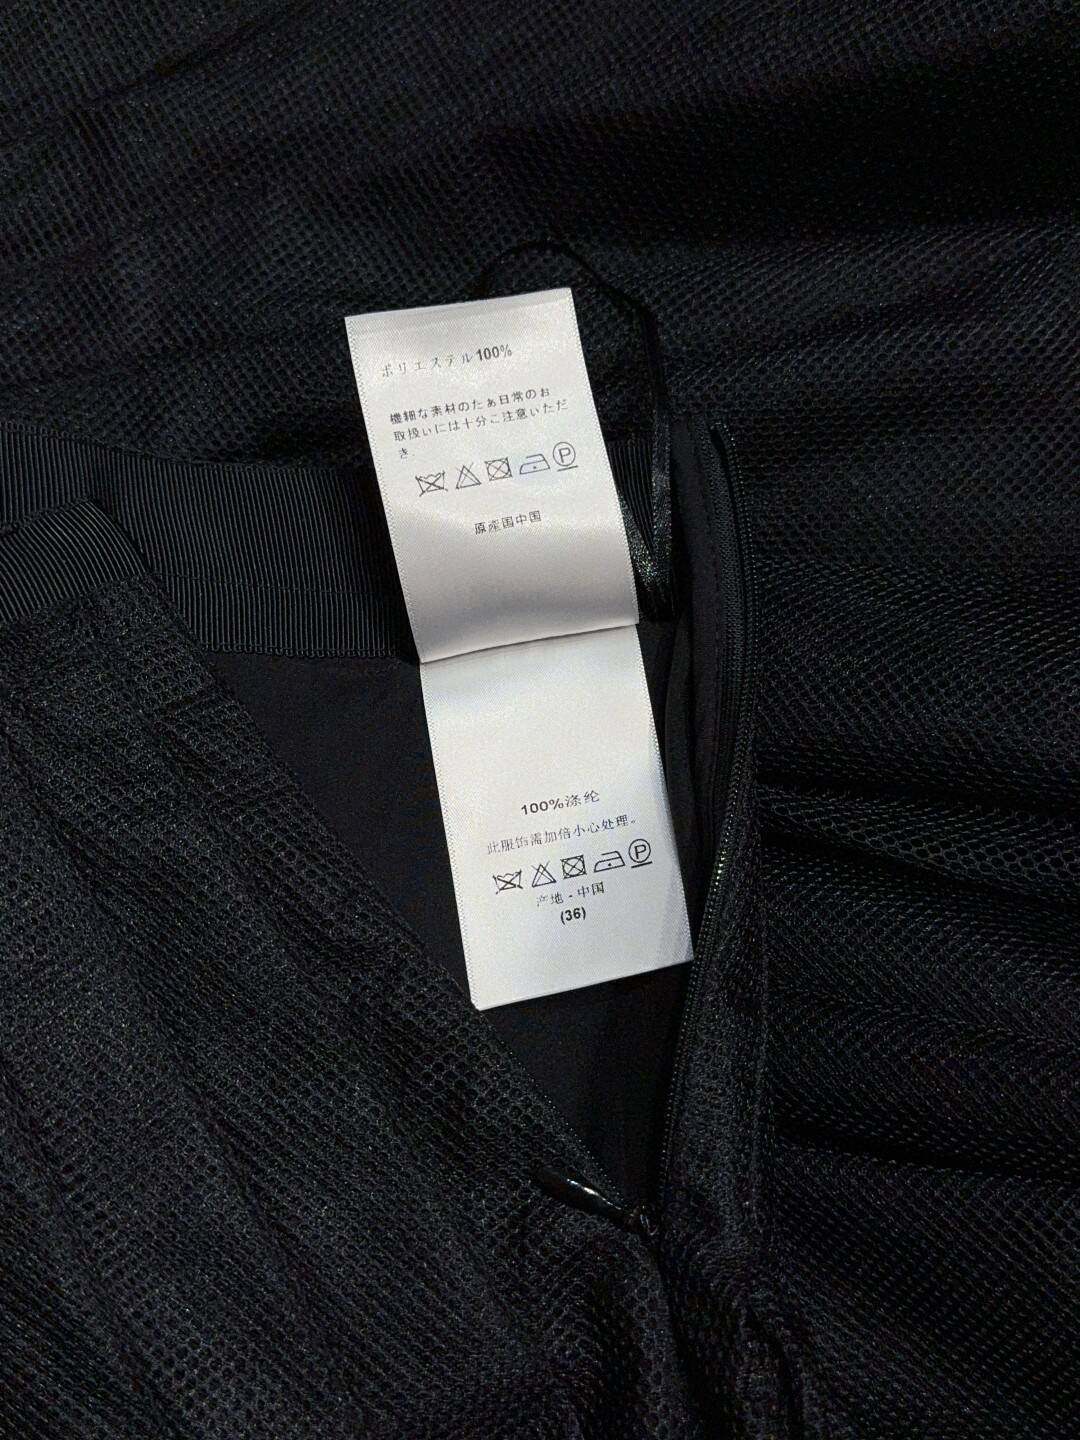 ポリエステル100%
機細な素材のたぁ日常のお
取扱いには十分ご注意いただ
き
原産国中国
100%涤纶
此服饰需加倍小心处理。
P
产地 - 中国
(36)